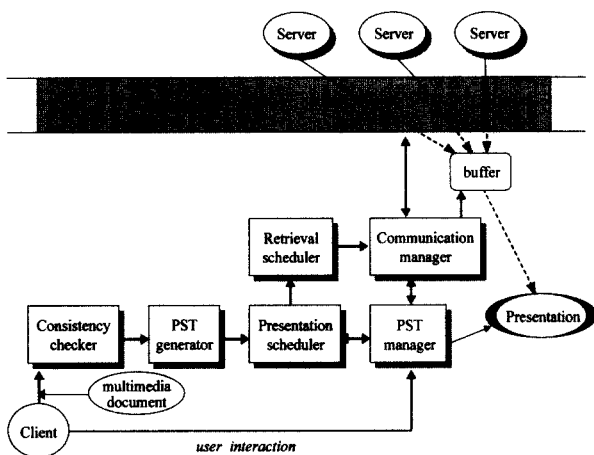 Server
Server
Server
buffer
Retrieval
scheduler
Communication
manager
Consistency
checker
PST
generator
Presentation
scheduler
PST
manager
Presentation
multimedia
document
Client
user interaction